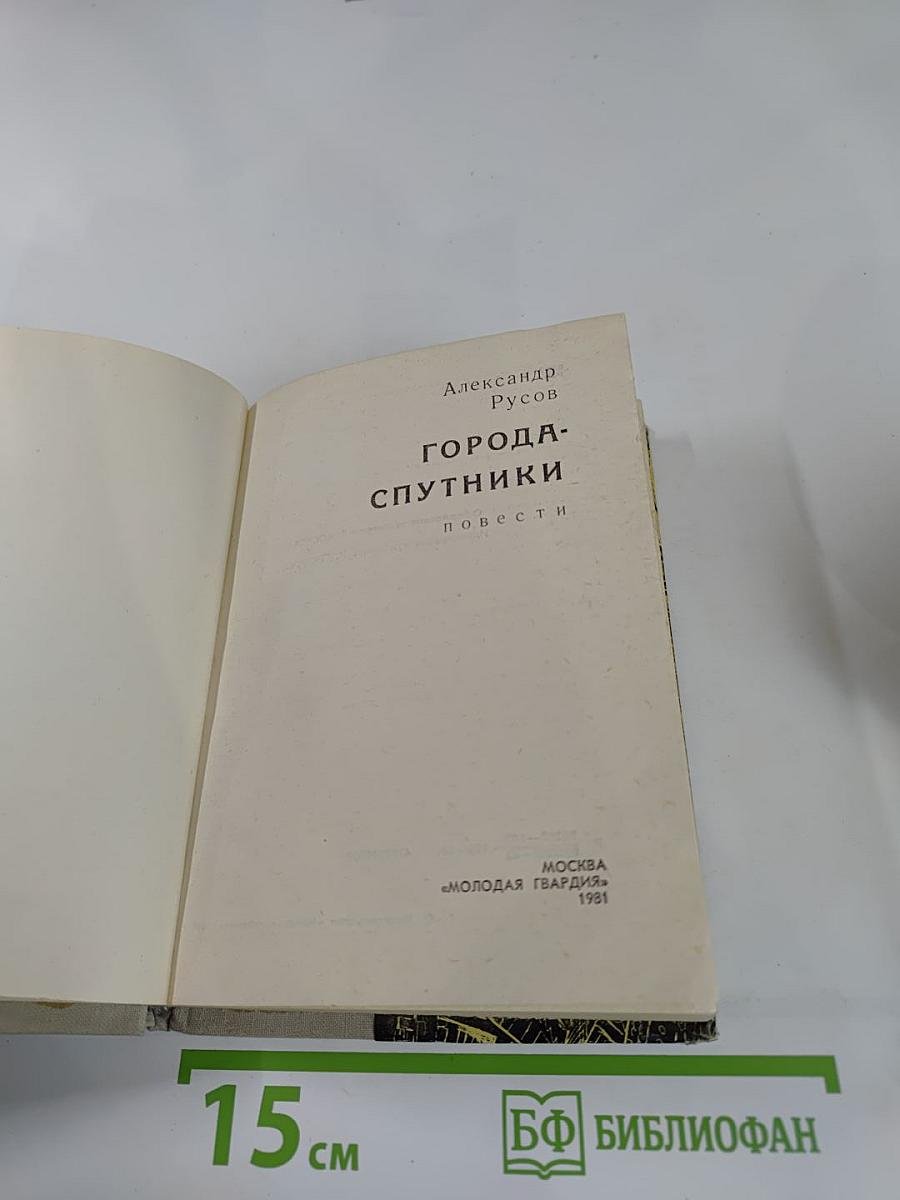 Александр
Русов
ГОРОДА-
СПУТНИКИ
повести
МОСКВА
«МОЛОДАЯ ГВАРДИЯ»
1981
15 см
БФ БИБЛИОФАН